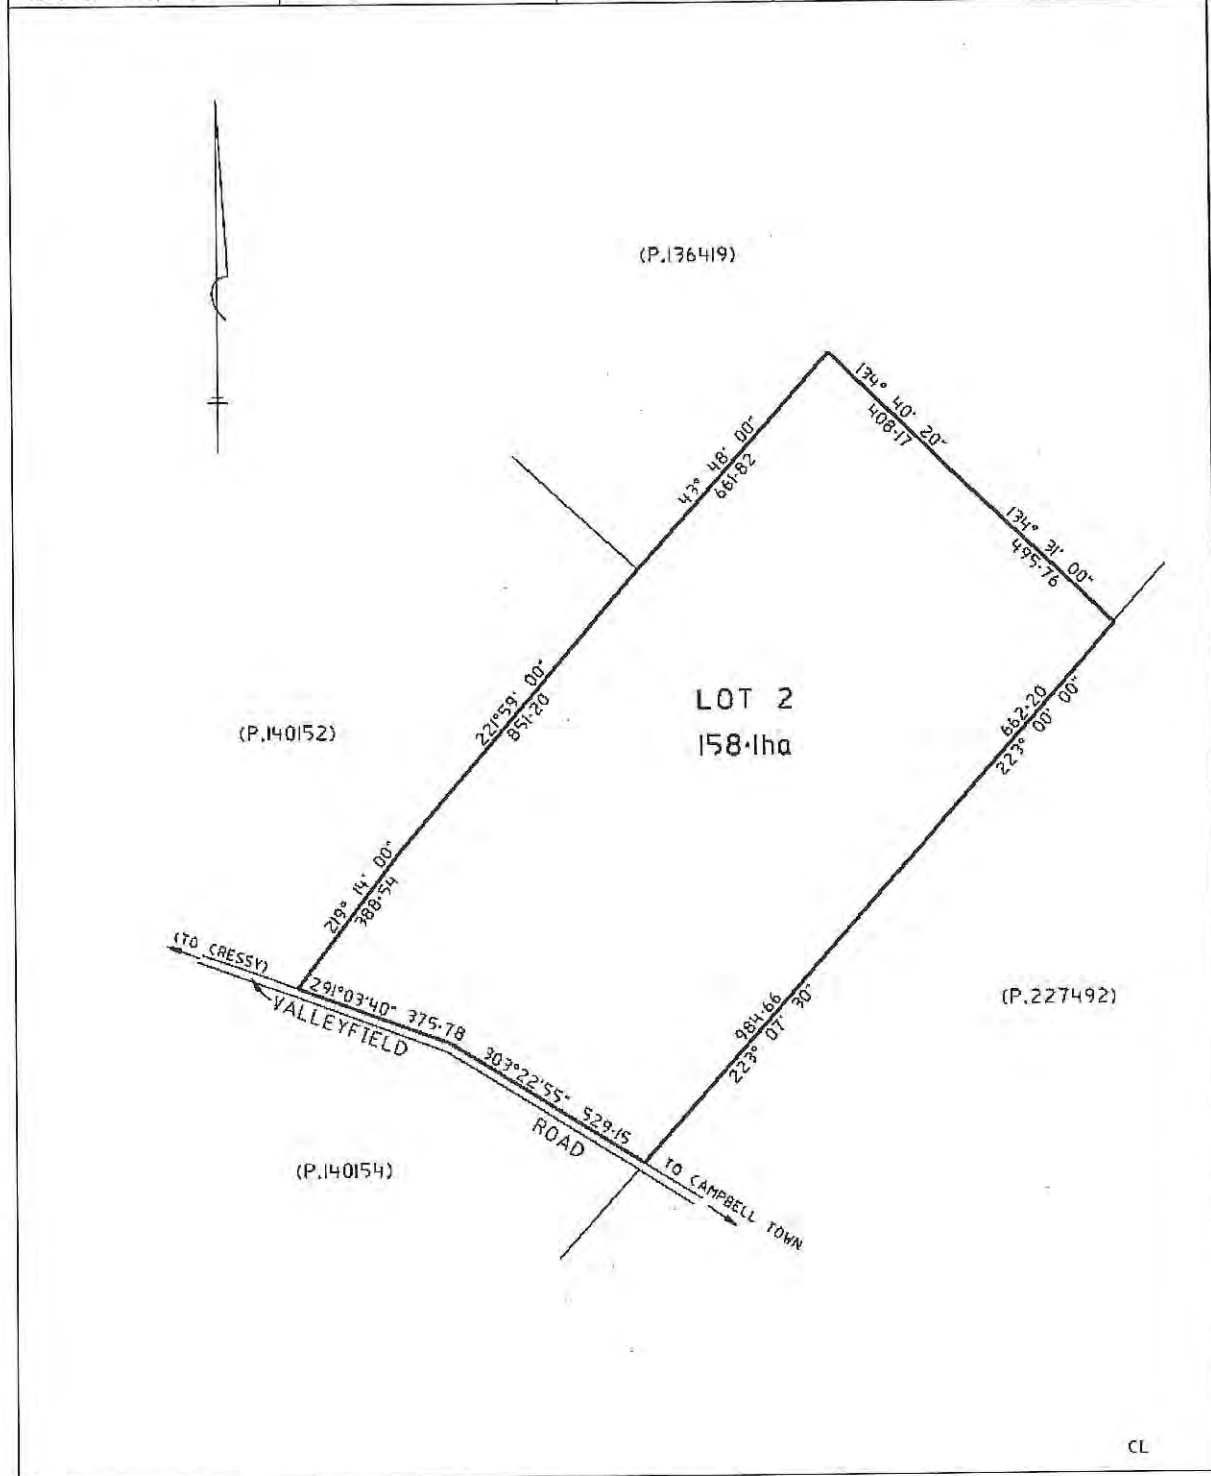 (P.136419)
134° 40' 20"
408·17
43° 48' 00"
661·82
134° 31' 00"
495·76
221°59' 00"
851·20
LOT 2
158·1ha
662·20
223° 00' 00"
(P.140152)
219° 14' 00"
388·54
(TO CRESSY)
291°03'40" 375·78
VALLEYFIELD
984·66
223° 07' 30"
(P.227492)
303°22'55" 529·15
ROAD
(P.140154)
TO CAMPBELL TOWN
CL